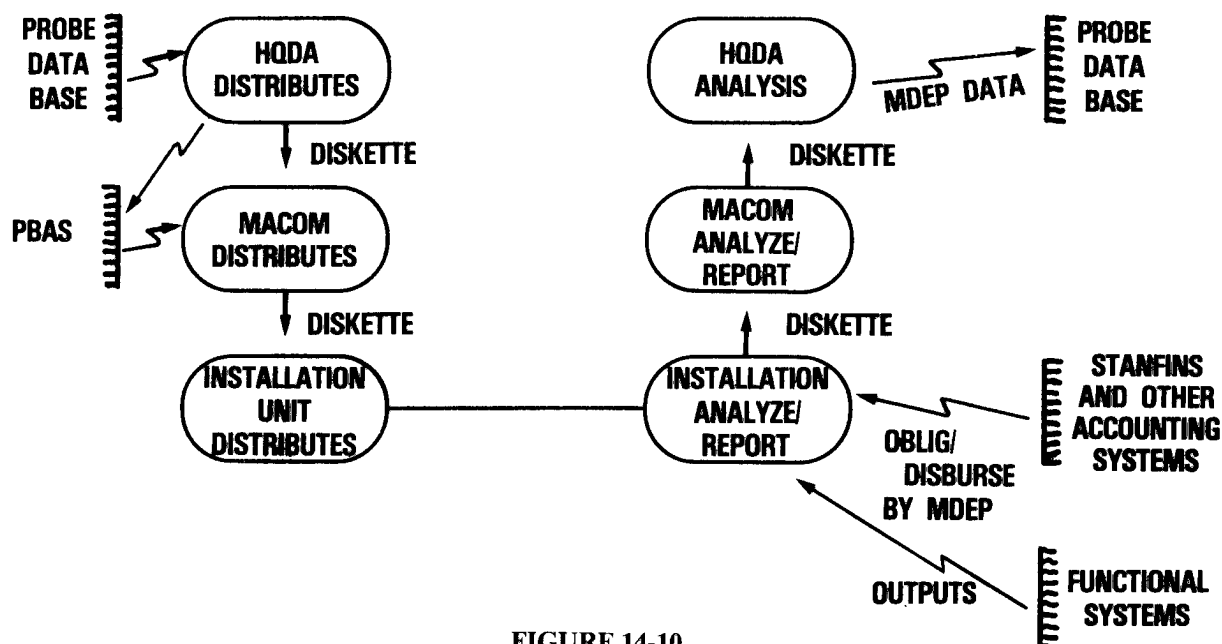 PROBE
DATA
BASE
HQDA
DISTRIBUTES
DISKETTE
PBAS
MACOM
DISTRIBUTES
DISKETTE
INSTALLATION
UNIT
DISTRIBUTES
HQDA
ANALYSIS
MDEP DATA
PROBE
DATA
BASE
DISKETTE
MACOM
ANALYZE/
REPORT
DISKETTE
INSTALLATION
ANALYZE/
REPORT
STANFINS
AND OTHER
ACCOUNTING
SYSTEMS
OBLIG/
DISBURSE
BY MDEP
OUTPUTS
FUNCTIONAL
SYSTEMS
FIGURE 14-10